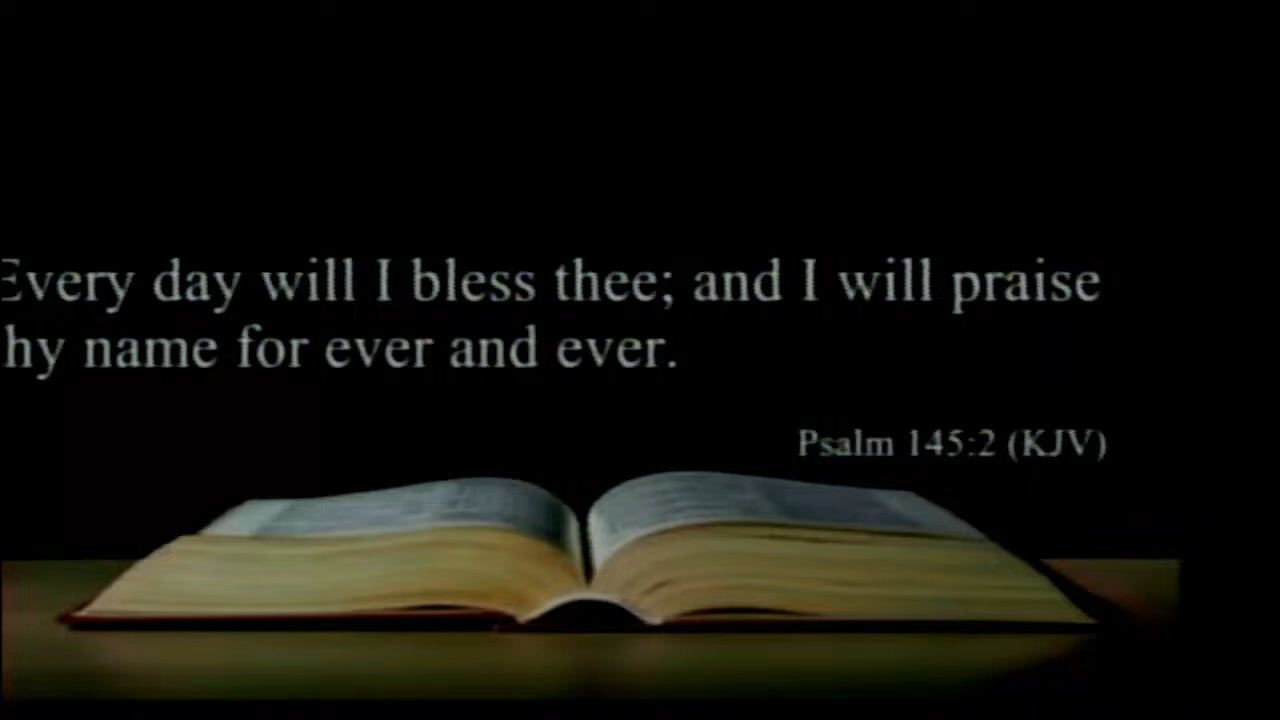 Every day will I bless thee; and I will praise
hy name for ever and ever.
Psalm 145:2 (KJV)